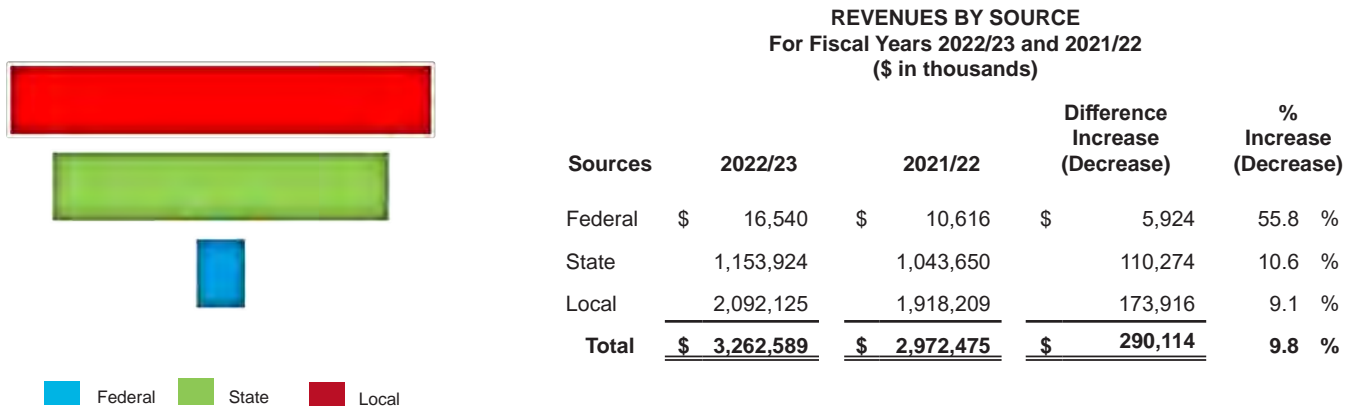 REVENUES BY SOURCE
For Fiscal Years 2022/23 and 2021/22
($ in thousands)
Difference %
Increase Increase
Sources 2022/23 2021/22 (Decrease) (Decrease)
Federal $ 16,540 $ 10,616 $ 5,924 55.8 %
State 1,153,924 1,043,650 110,274 10.6 %
Local 2,092,125 1,918,209 173,916 9.1 %
Total $ 3,262,589 $ 2,972,475 $ 290,114 9.8 %
Federal State Local